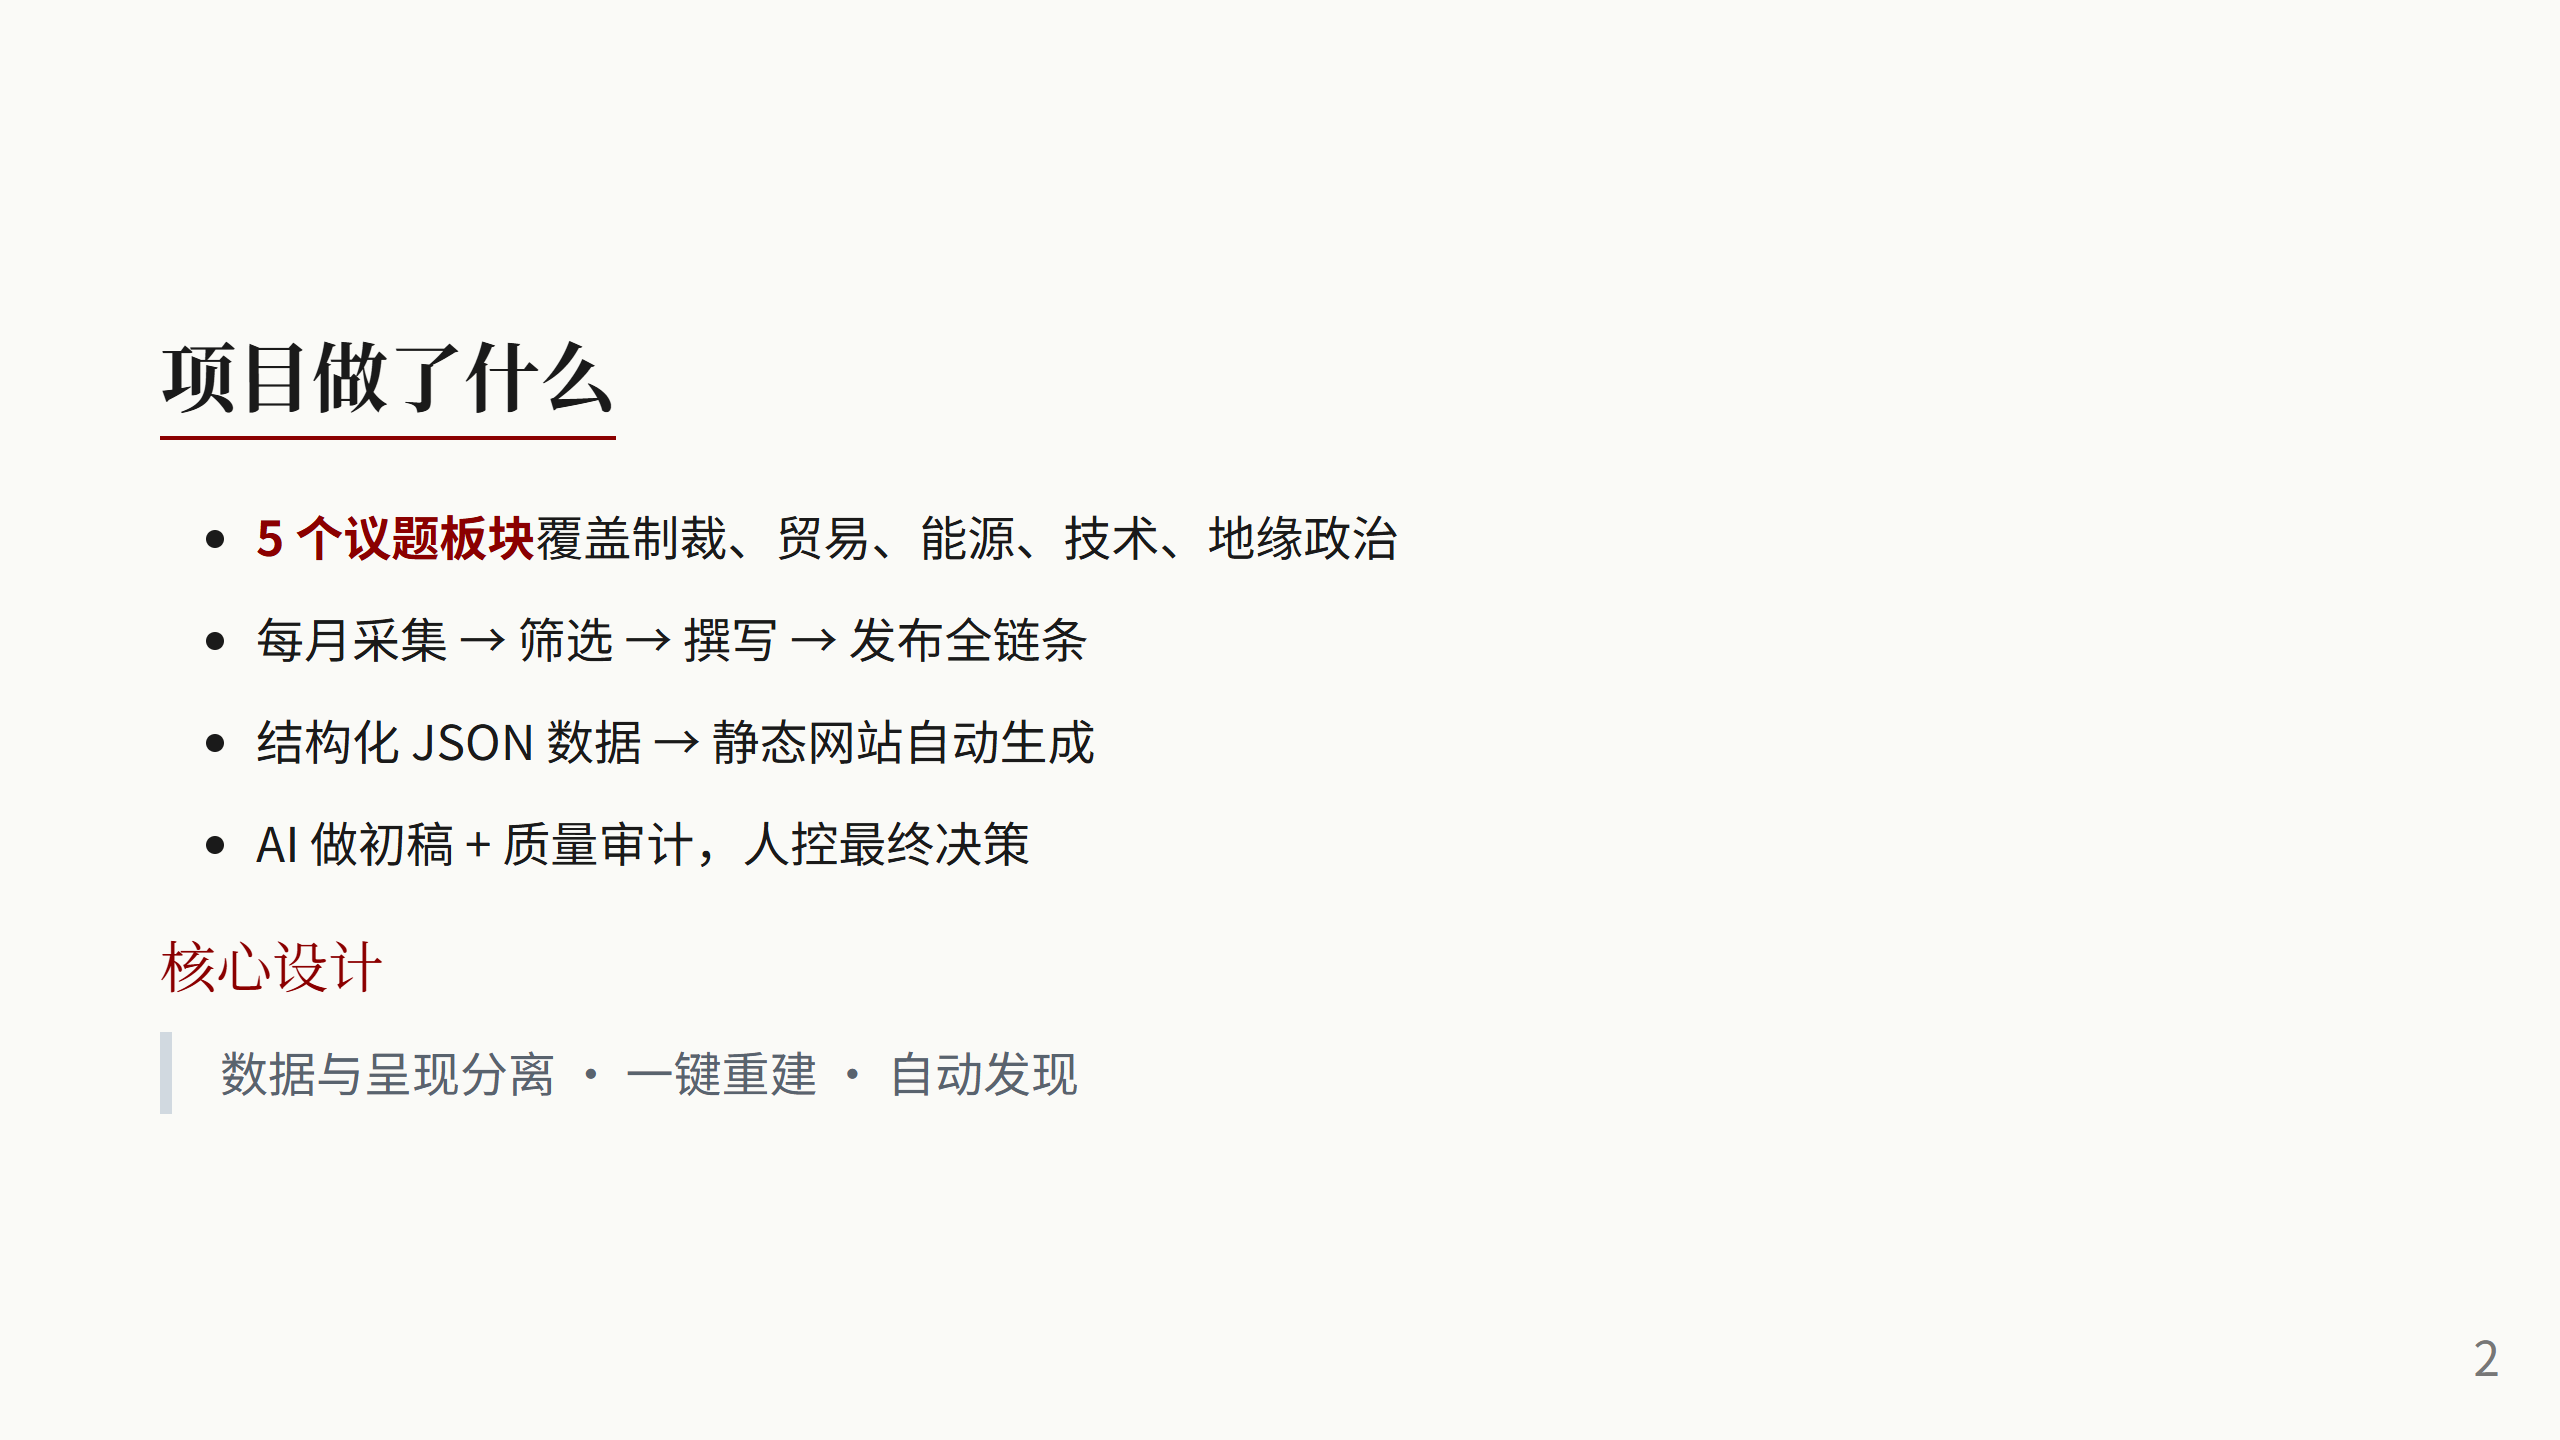 项目做了什么
5 个议题板块覆盖制裁、贸易、能源、技术、地缘政治
每月采集 → 筛选 → 撰写 → 发布全链条
结构化 JSON 数据 → 静态网站自动生成
AI 做初稿 + 质量审计，人控最终决策
核心设计
数据与呈现分离 · 一键重建 · 自动发现
2